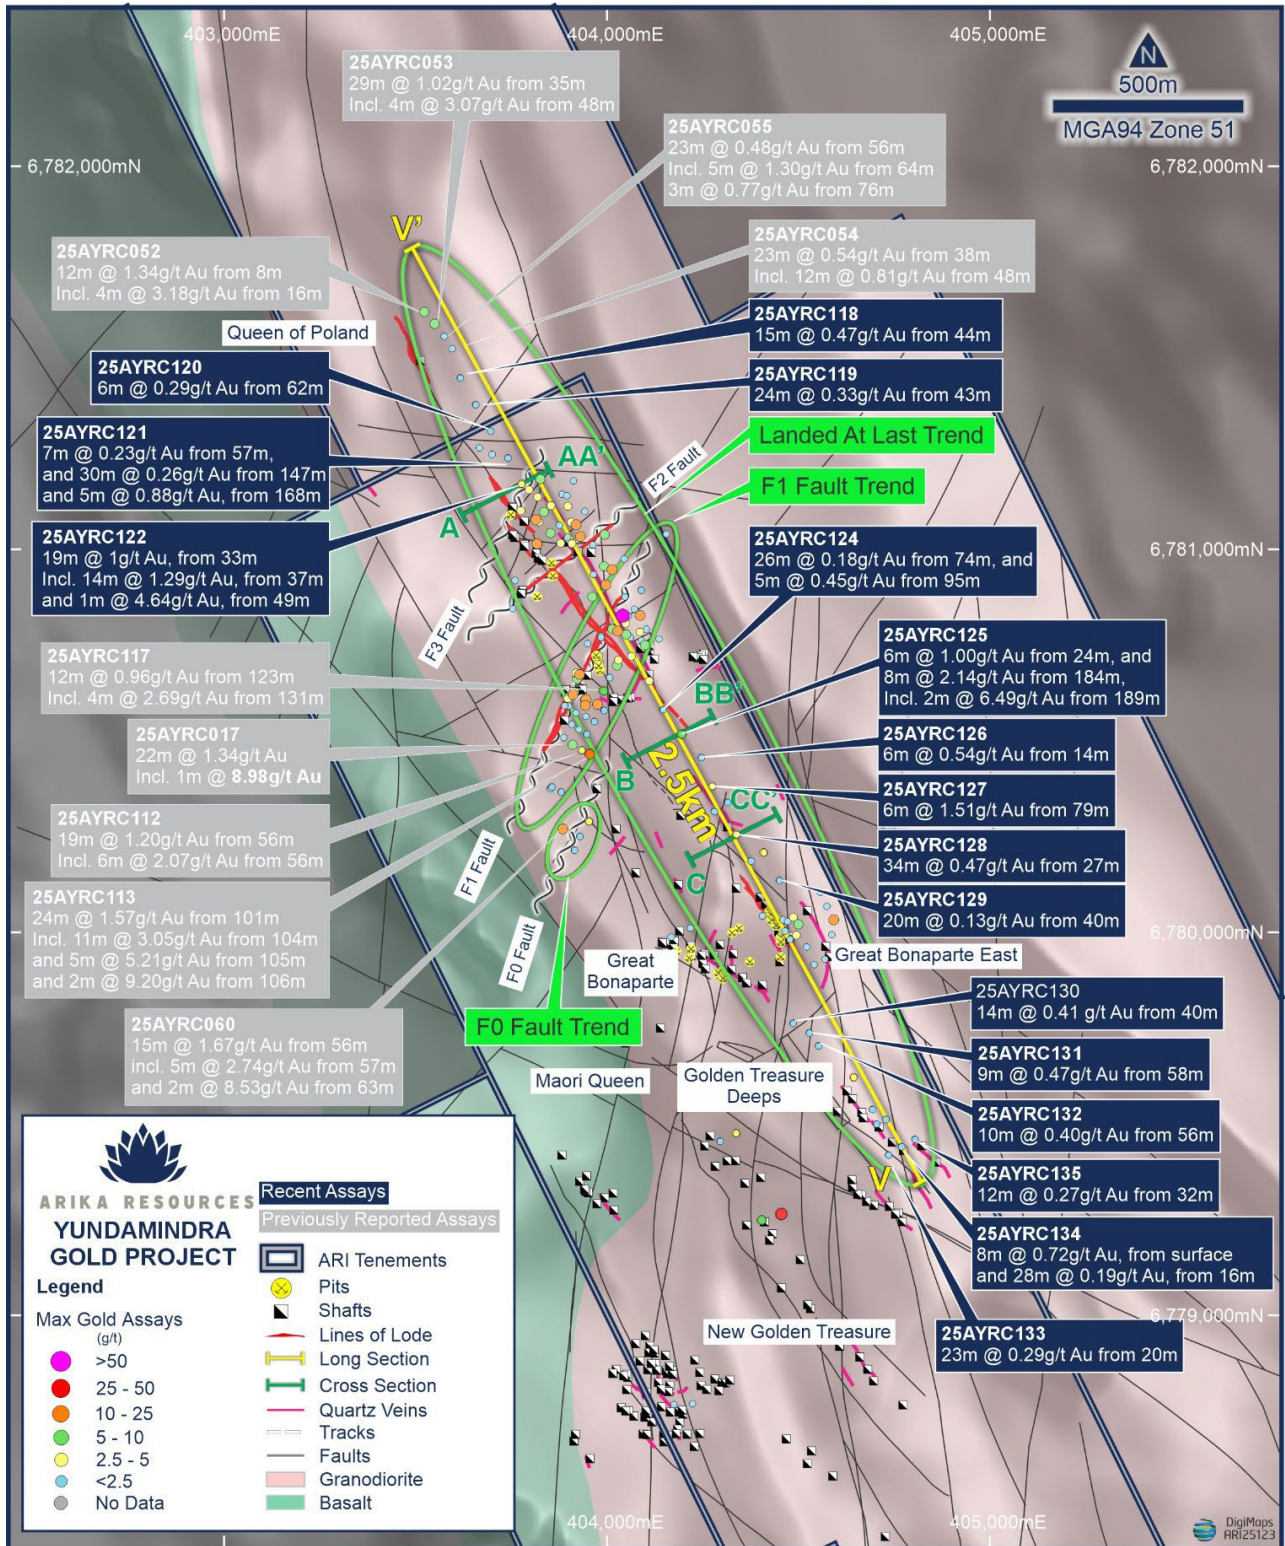 403,000mE
404,000mE
405,000mE
N
500m
MGA94 Zone 51
6,782,000mN
6,782,000mN
25AYRC053
29m @ 1.02g/t Au from 35m
Incl. 4m @ 3.07g/t Au from 48m
25AYRC055
23m @ 0.48g/t Au from 56m
Incl. 5m @ 1.30g/t Au from 64m
3m @ 0.77g/t Au from 76m
V'
25AYRC052
12m @ 1.34g/t Au from 8m
Incl. 4m @ 3.18g/t Au from 16m
25AYRC054
23m @ 0.54g/t Au from 38m
Incl. 12m @ 0.81g/t Au from 48m
Queen of Poland
25AYRC118
15m @ 0.47g/t Au from 44m
25AYRC120
6m @ 0.29g/t Au from 62m
25AYRC119
24m @ 0.33g/t Au from 43m
25AYRC121
7m @ 0.23g/t Au from 57m,
and 30m @ 0.26g/t Au from 147m
and 5m @ 0.88g/t Au, from 168m
Landed At Last Trend
AA'
F2 Fault
F1 Fault Trend
A
25AYRC122
19m @ 1g/t Au, from 33m
Incl. 14m @ 1.29g/t Au, from 37m
and 1m @ 4.64g/t Au, from 49m
25AYRC124
26m @ 0.18g/t Au from 74m, and
5m @ 0.45g/t Au from 95m
6,781,000mN
F3 Fault
25AYRC125
6m @ 1.00g/t Au from 24m, and
8m @ 2.14g/t Au from 184m,
Incl. 2m @ 6.49g/t Au from 189m
25AYRC117
12m @ 0.96g/t Au from 123m
Incl. 4m @ 2.69g/t Au from 131m
BB'
25AYRC017
22m @ 1.34g/t Au
Incl. 1m @ 8.98g/t Au
25AYRC126
6m @ 0.54g/t Au from 14m
B
2.5km
CC'
25AYRC127
6m @ 1.51g/t Au from 79m
25AYRC112
19m @ 1.20g/t Au from 56m
Incl. 6m @ 2.07g/t Au from 56m
F1 Fault
25AYRC128
34m @ 0.47g/t Au from 27m
C
25AYRC129
20m @ 0.13g/t Au from 40m
25AYRC113
24m @ 1.57g/t Au from 101m
Incl. 11m @ 3.05g/t Au from 104m
and 5m @ 5.21g/t Au from 105m
and 2m @ 9.20g/t Au from 106m
F0 Fault
6,780,000mN
Great
Bonaparte
Great Bonaparte East
25AYRC130
14m @ 0.41 g/t Au from 40m
F0 Fault Trend
25AYRC060
15m @ 1.67g/t Au from 56m
incl. 5m @ 2.74g/t Au from 57m
and 2m @ 8.53g/t Au from 63m
25AYRC131
9m @ 0.47g/t Au from 58m
Maori Queen
Golden Treasure
Deeps
25AYRC132
10m @ 0.40g/t Au from 56m
25AYRC135
12m @ 0.27g/t Au from 32m
V
25AYRC134
8m @ 0.72g/t Au, from surface
and 28m @ 0.19g/t Au, from 16m
6,779,000mN
New Golden Treasure
25AYRC133
23m @ 0.29g/t Au from 20m
ARIKA RESOURCES
YUNDAMINDRA
GOLD PROJECT
Legend
Max Gold Assays
(g/t)
>50
25 - 50
10 - 25
5 - 10
2.5 - 5
<2.5
No Data
Recent Assays
Previously Reported Assays
ARI Tenements
Pits
Shafts
Lines of Lode
Long Section
Cross Section
Quartz Veins
Tracks
Faults
Granodiorite
Basalt
404,000mE
405,000mE
DigiMaps
ARI25123